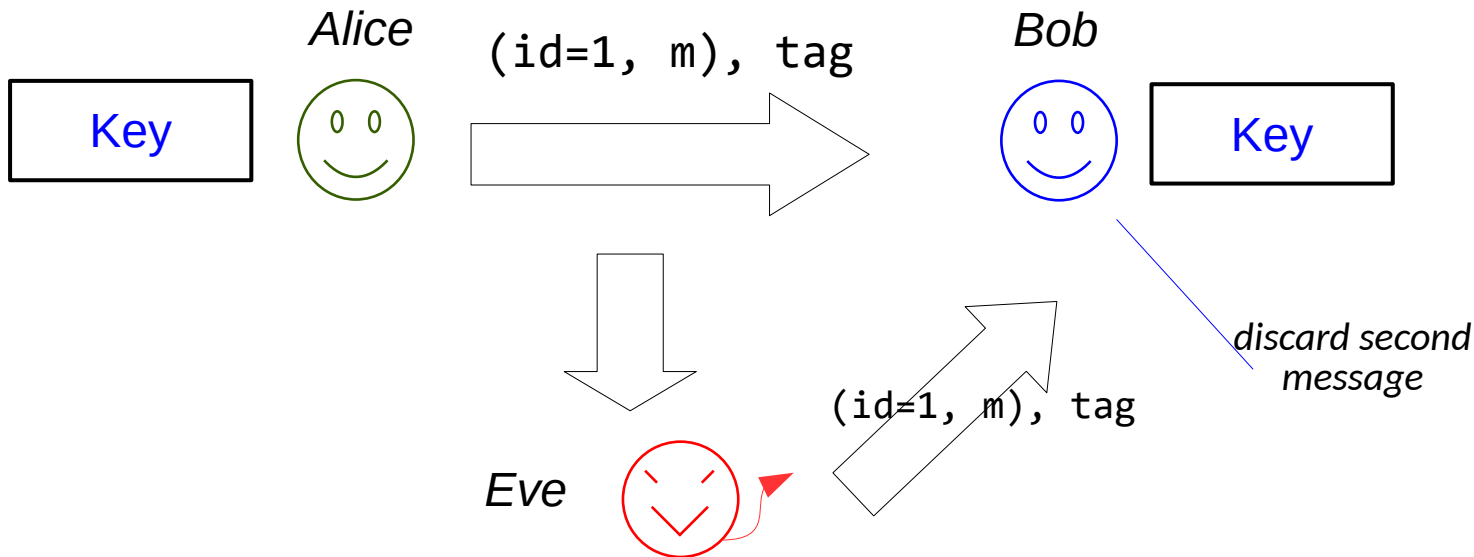 Alice
(id=1, m), tag
Bob
Key
Key
discard second
message
(id=1, m), tag
Eve